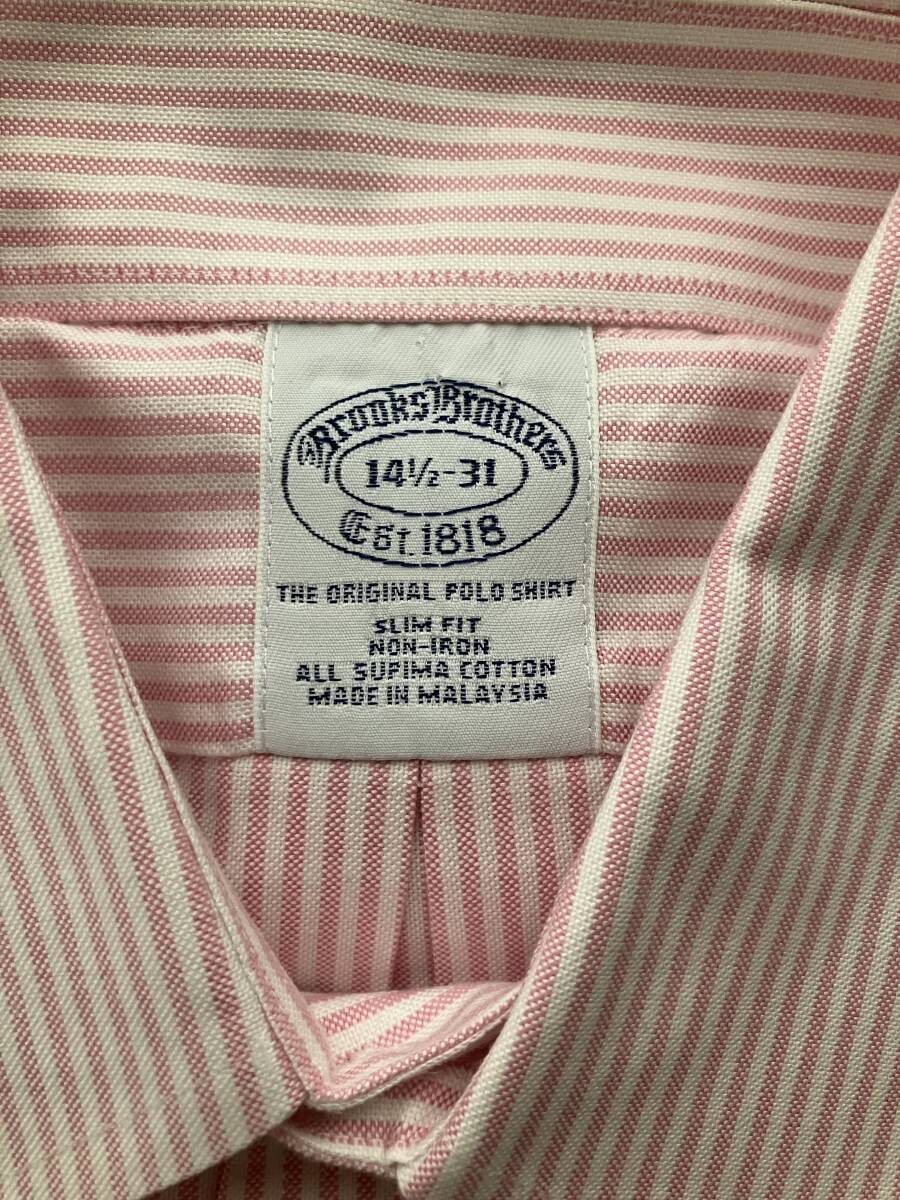 Brooks Brothers
14½-31
Est. 1818
THE ORIGINAL POLO SHIRT
SLIM FIT
NON-IRON
ALL SUPIMA COTTON
MADE IN MALAYSIA